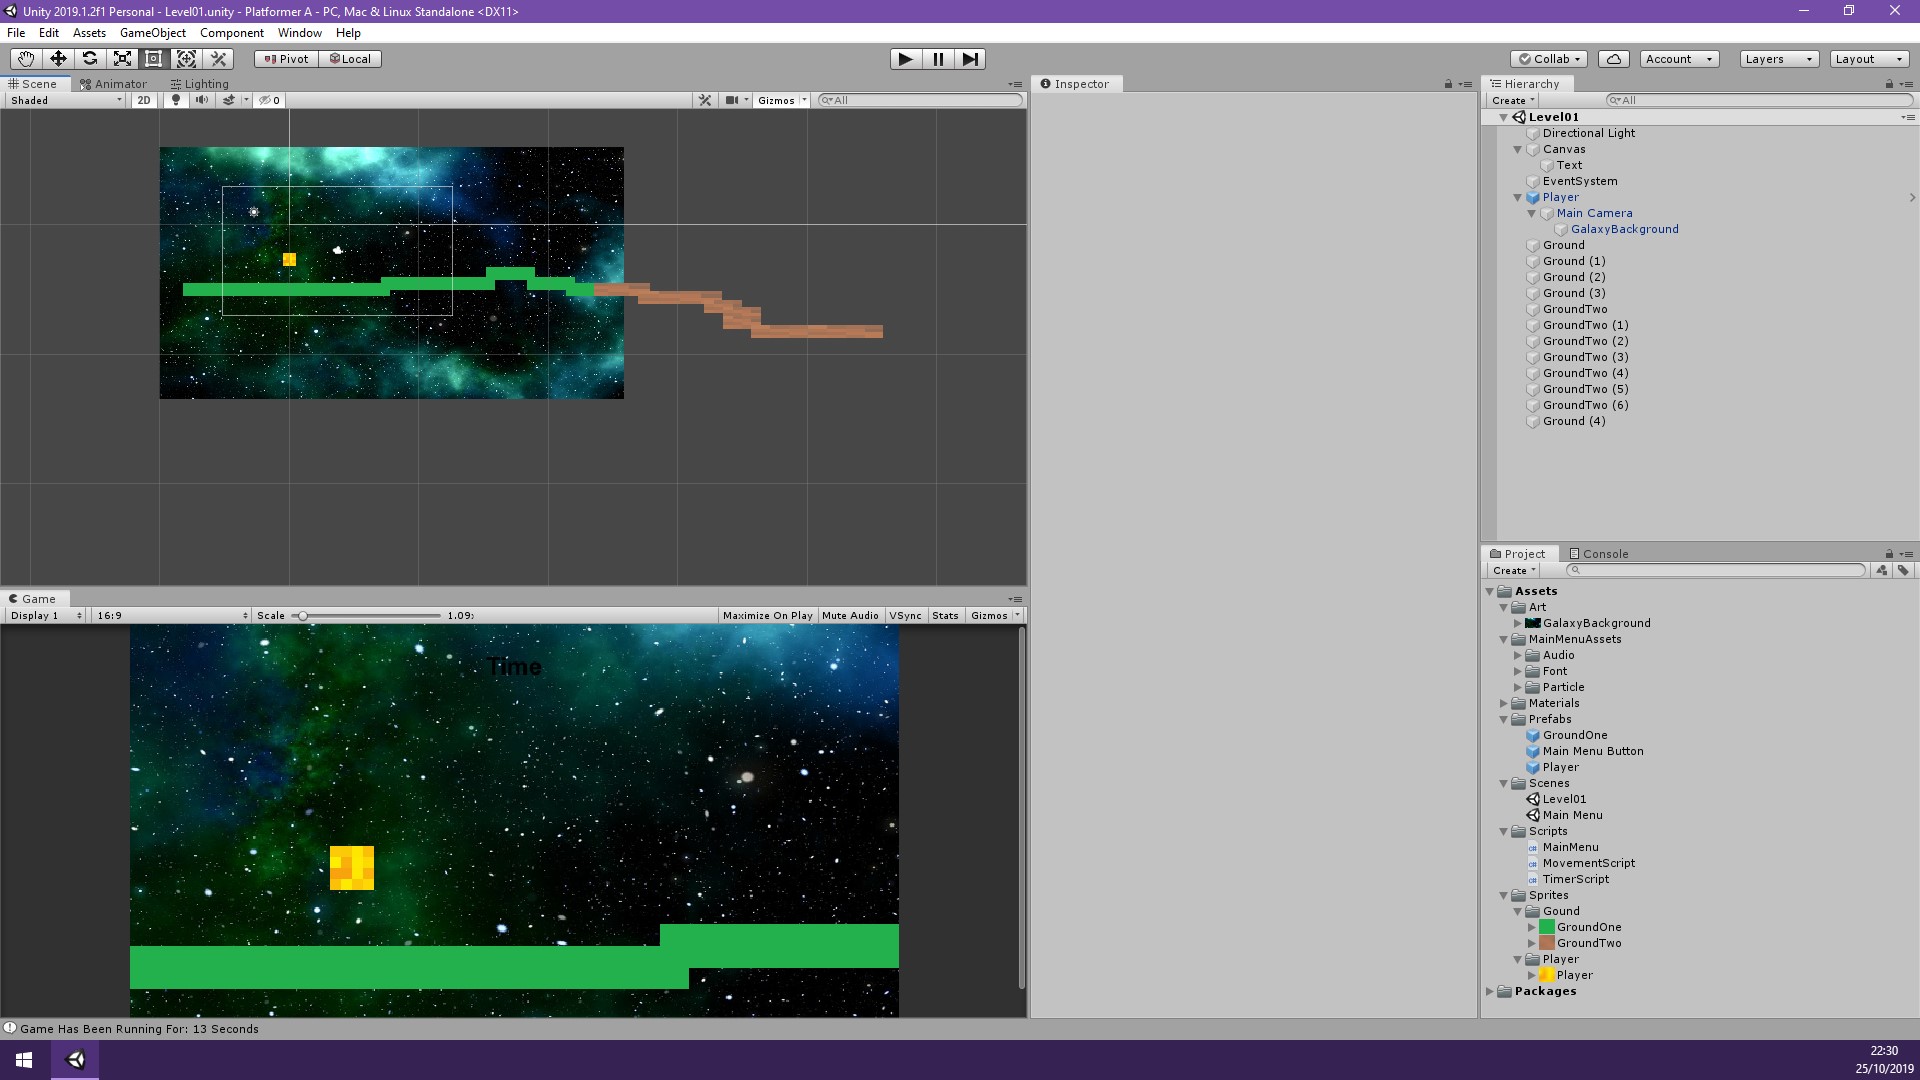 Unity 2019.1.2f1 Personal - Level01.unity - Platformer A - PC, Mac & Linux Standalone <DX11>
File Edit Assets GameObject Component Window Help
Pivot Local Collab Account Layers Layout
Scene Animator Lighting
Shaded 2D 0 Gizmos All
Inspector
Hierarchy
Create All
Level01
Directional Light
Canvas
Text
EventSystem
Player
Main Camera
GalaxyBackground
Ground
Ground (1)
Ground (2)
Ground (3)
GroundTwo
GroundTwo (1)
GroundTwo (2)
GroundTwo (3)
GroundTwo (4)
GroundTwo (5)
GroundTwo (6)
Ground (4)
Game
Display 1 16:9 Scale 1.09 Maximize On Play Mute Audio VSync Stats Gizmos
Time
Project Console
Create
Assets
Art
GalaxyBackground
MainMenuAssets
Audio
Font
Particle
Materials
Prefabs
GroundOne
Main Menu Button
Player
Scenes
Level01
Main Menu
Scripts
MainMenu
MovementScript
TimerScript
Sprites
Gound
GroundOne
GroundTwo
Player
Player
Packages
Game Has Been Running For: 13 Seconds
22:30
25/10/2019